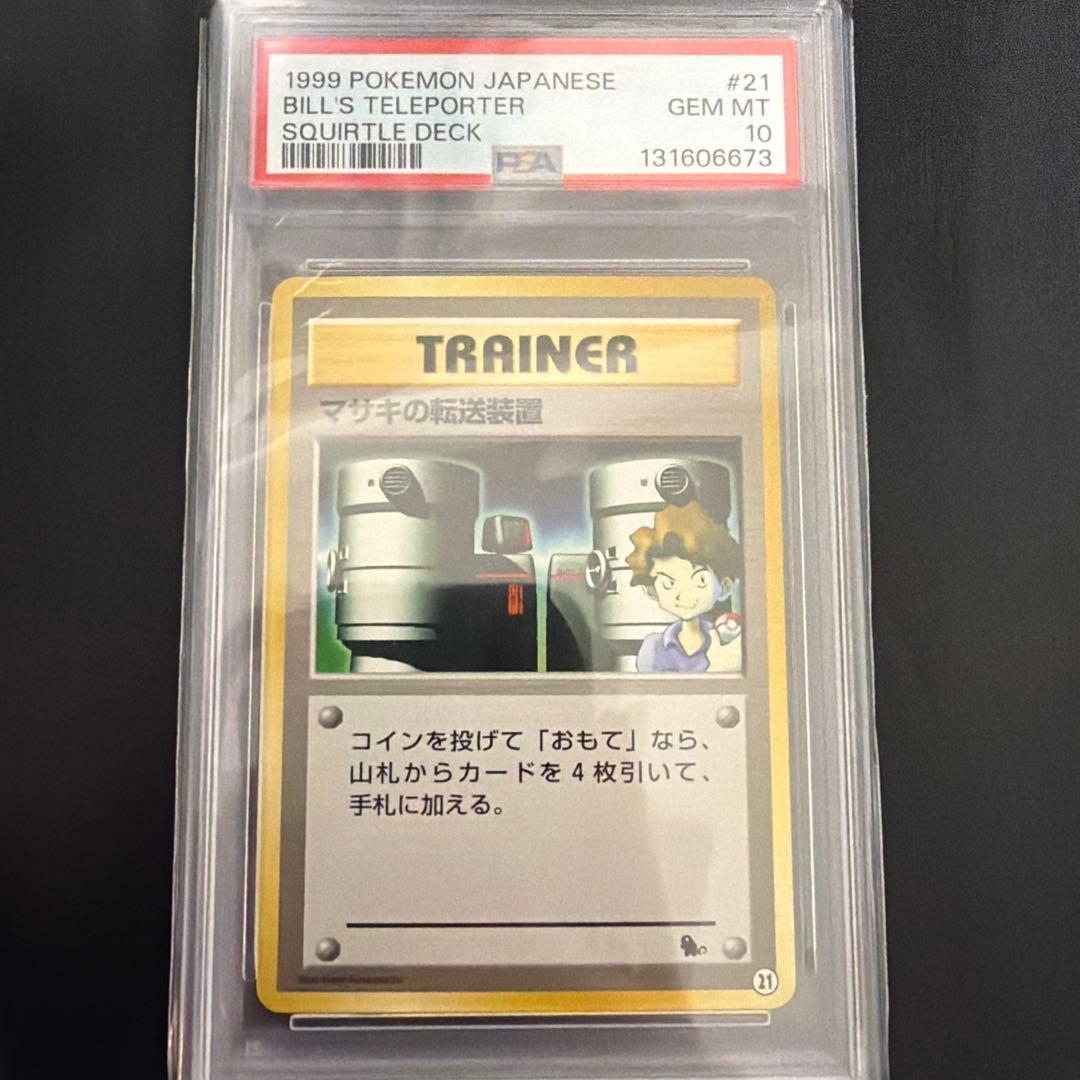 1999 POKEMON JAPANESE #21
BILL'S TELEPORTER GEM MT
SQUIRTLE DECK 10
PSA 131606673
TRAINER
マサキの転送装置
コインを投げて「おもて」なら、
山札からカードを4枚引いて、
手札に加える。
21